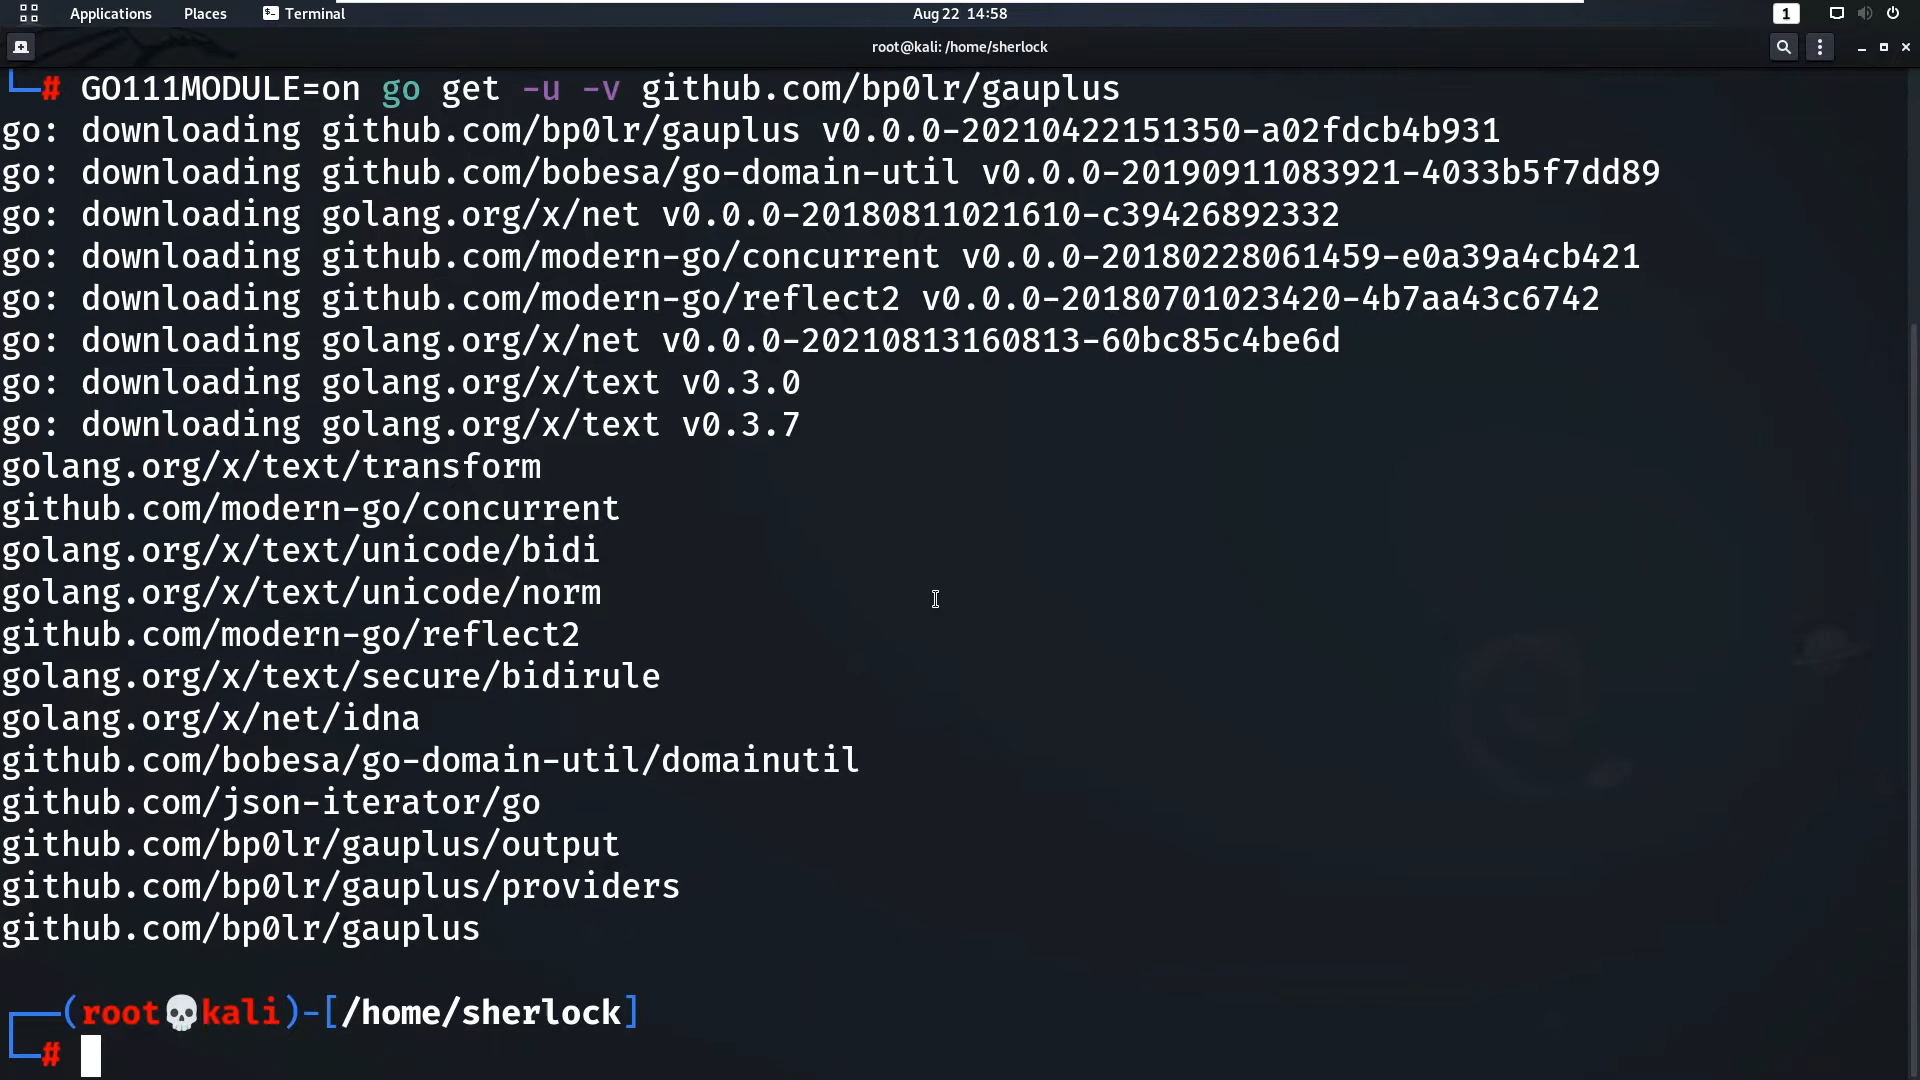 Applications Places Terminal Aug 22 14:58 1
root@kali: /home/sherlock
└─# GO111MODULE=on go get -u -v github.com/bp0lr/gauplus
go: downloading github.com/bp0lr/gauplus v0.0.0-20210422151350-a02fdcb4b931
go: downloading github.com/bobesa/go-domain-util v0.0.0-20190911083921-4033b5f7dd89
go: downloading golang.org/x/net v0.0.0-20180811021610-c39426892332
go: downloading github.com/modern-go/concurrent v0.0.0-20180228061459-e0a39a4cb421
go: downloading github.com/modern-go/reflect2 v0.0.0-20180701023420-4b7aa43c6742
go: downloading golang.org/x/net v0.0.0-20210813160813-60bc85c4be6d
go: downloading golang.org/x/text v0.3.0
go: downloading golang.org/x/text v0.3.7
golang.org/x/text/transform
github.com/modern-go/concurrent
golang.org/x/text/unicode/bidi
golang.org/x/text/unicode/norm
github.com/modern-go/reflect2
golang.org/x/text/secure/bidirule
golang.org/x/net/idna
github.com/bobesa/go-domain-util/domainutil
github.com/json-iterator/go
github.com/bp0lr/gauplus/output
github.com/bp0lr/gauplus/providers
github.com/bp0lr/gauplus
┌──(root💀kali)-[/home/sherlock]
└─#